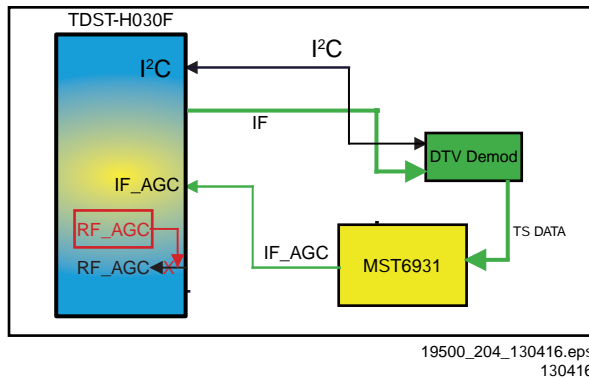 TDST-H030F
I²C
I²C
IF
DTV Demod
IF_AGC
TS DATA
RF_AGC
IF_AGC
MST6931
RF_AGC X
19500_204_130416.eps
130416